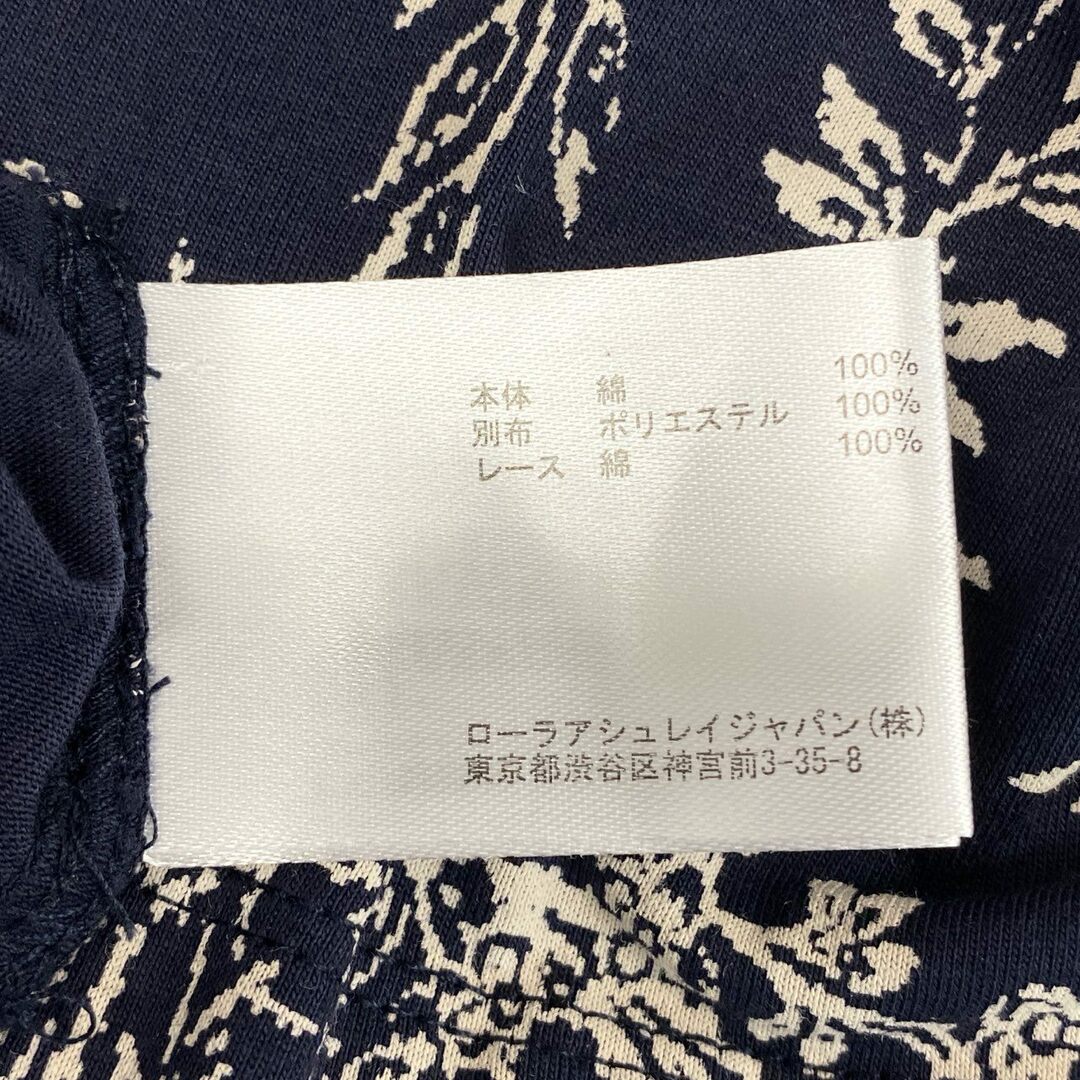 本体 綿 100%
別布 ポリエステル 100%
レース 綿 100%
ローラアシュレイジャパン(株)
東京都渋谷区神宮前3-35-8